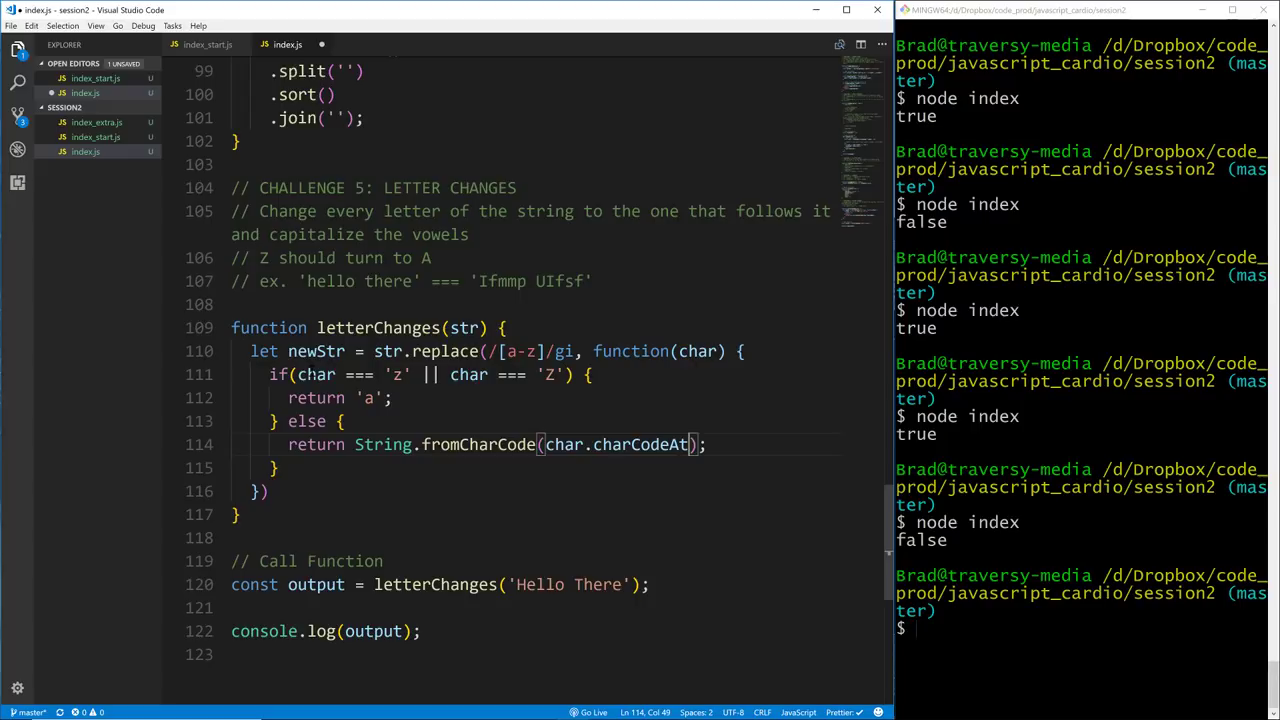 index.js - session2 - Visual Studio Code
File Edit Selection View Go Debug Tasks Help
EXPLORER
OPEN EDITORS 1 UNSAVED
index_start.js U
index.js U
SESSION2
index_extra.js U
index_start.js U
index.js U
1
3
index_start.js index.js
99 .split('')
100 .sort()
101 .join('');
102 }
103
104 // CHALLENGE 5: LETTER CHANGES
105 // Change every letter of the string to the one that follows it
and capitalize the vowels
106 // Z should turn to A
107 // ex. 'hello there' === 'Ifmmp UIfsf'
108
109 function letterChanges(str) {
110 let newStr = str.replace(/[a-z]/gi, function(char) {
111 if(char === 'z' || char === 'Z') {
112 return 'a';
113 } else {
114 return String.fromCharCode(char.charCodeAt);
115 }
116 })
117 }
118
119 // Call Function
120 const output = letterChanges('Hello There');
121
122 console.log(output);
123
master* 0 0 Go Live Ln 114, Col 49 Spaces: 2 UTF-8 CRLF JavaScript Prettier: ✓
MINGW64:/d/Dropbox/code_prod/javascript_cardio/session2
Brad@traversy-media /d/Dropbox/code_
prod/javascript_cardio/session2 (mas
ter)
$ node index
true
Brad@traversy-media /d/Dropbox/code_
prod/javascript_cardio/session2 (mas
ter)
$ node index
false
Brad@traversy-media /d/Dropbox/code_
prod/javascript_cardio/session2 (mas
ter)
$ node index
true
Brad@traversy-media /d/Dropbox/code_
prod/javascript_cardio/session2 (mas
ter)
$ node index
true
Brad@traversy-media /d/Dropbox/code_
prod/javascript_cardio/session2 (mas
ter)
$ node index
false
Brad@traversy-media /d/Dropbox/code_
prod/javascript_cardio/session2 (mas
ter)
$